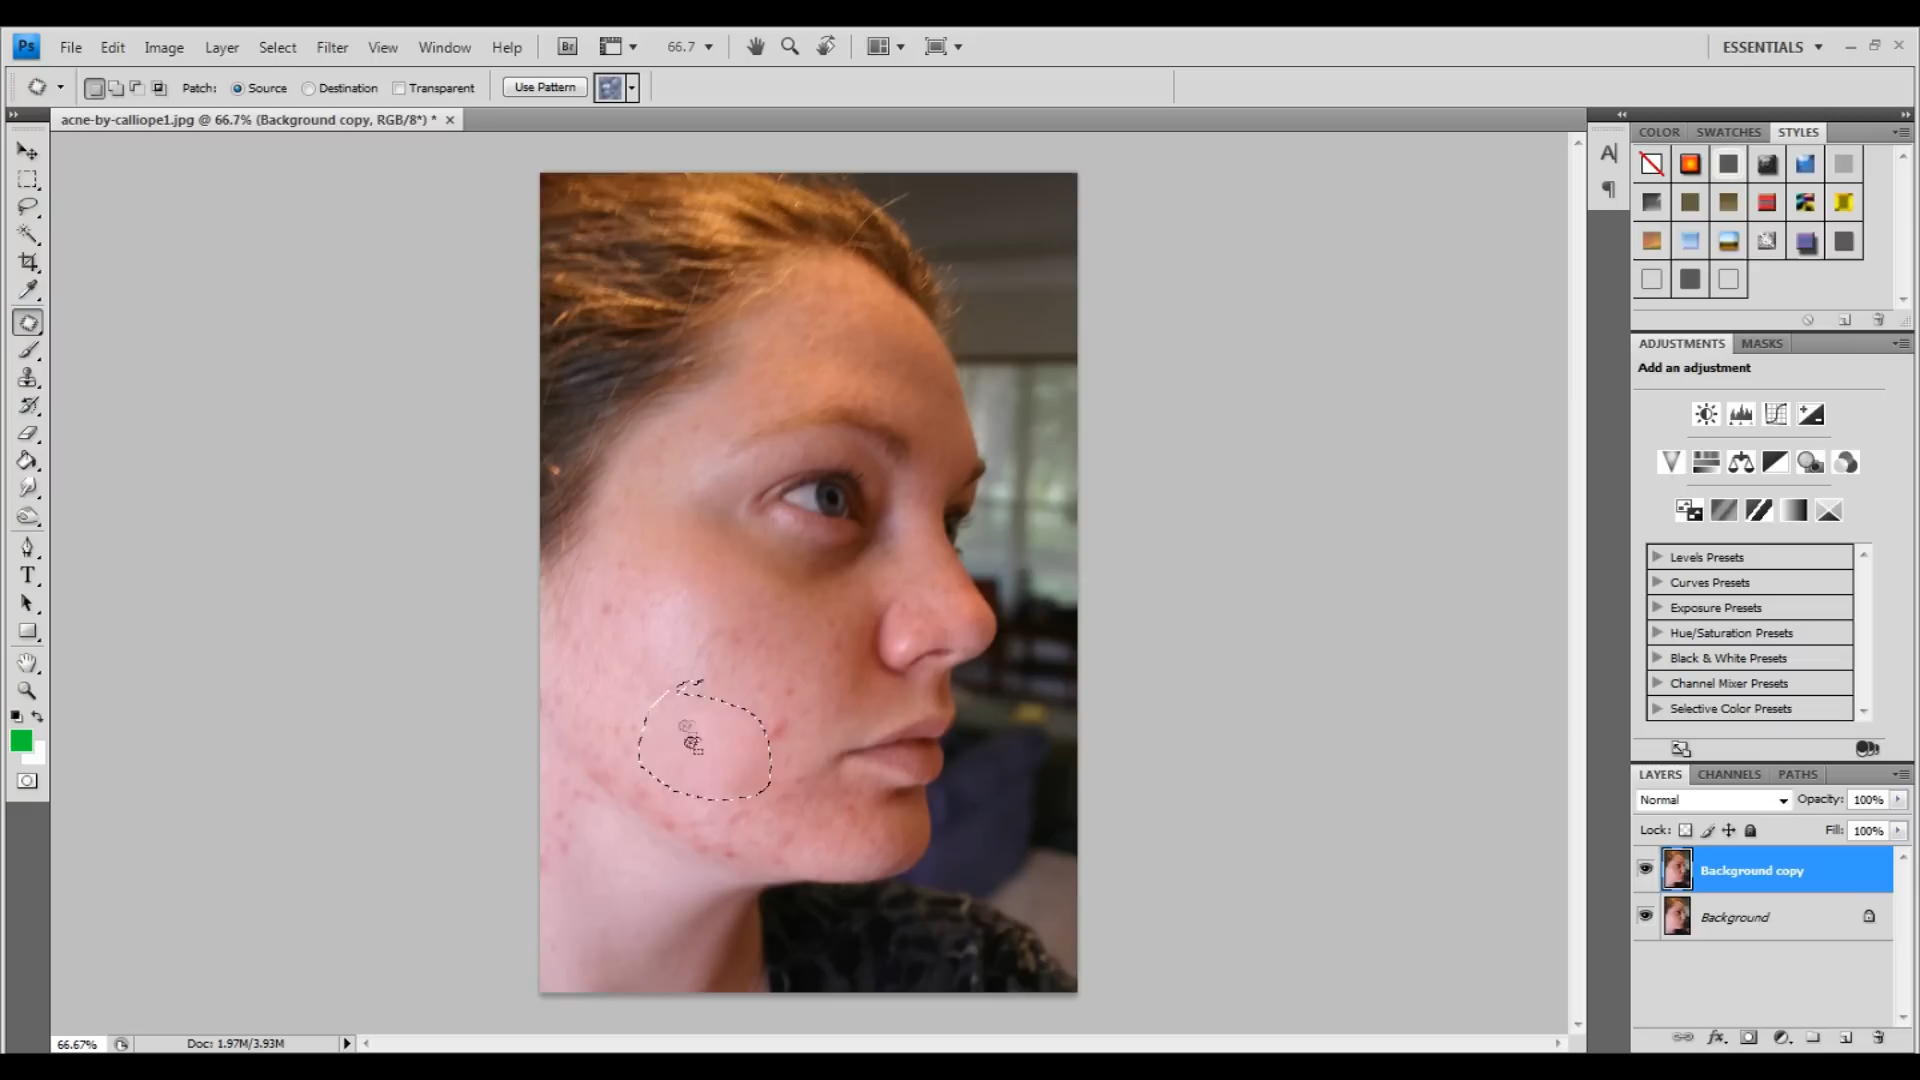 Ps File Edit Image Layer Select Filter View Window Help Br 66.7 ESSENTIALS
Patch: Source Destination Transparent Use Pattern
acne-by-calliope1.jpg @ 66.7% (Background copy, RGB/8*) *
COLOR SWATCHES STYLES
ADJUSTMENTS MASKS
Add an adjustment
Levels Presets
Curves Presets
Exposure Presets
Hue/Saturation Presets
Black & White Presets
Channel Mixer Presets
Selective Color Presets
LAYERS CHANNELS PATHS
Normal Opacity: 100%
Lock: Fill: 100%
Background copy
Background
66.67% Doc: 1.97M/3.93M